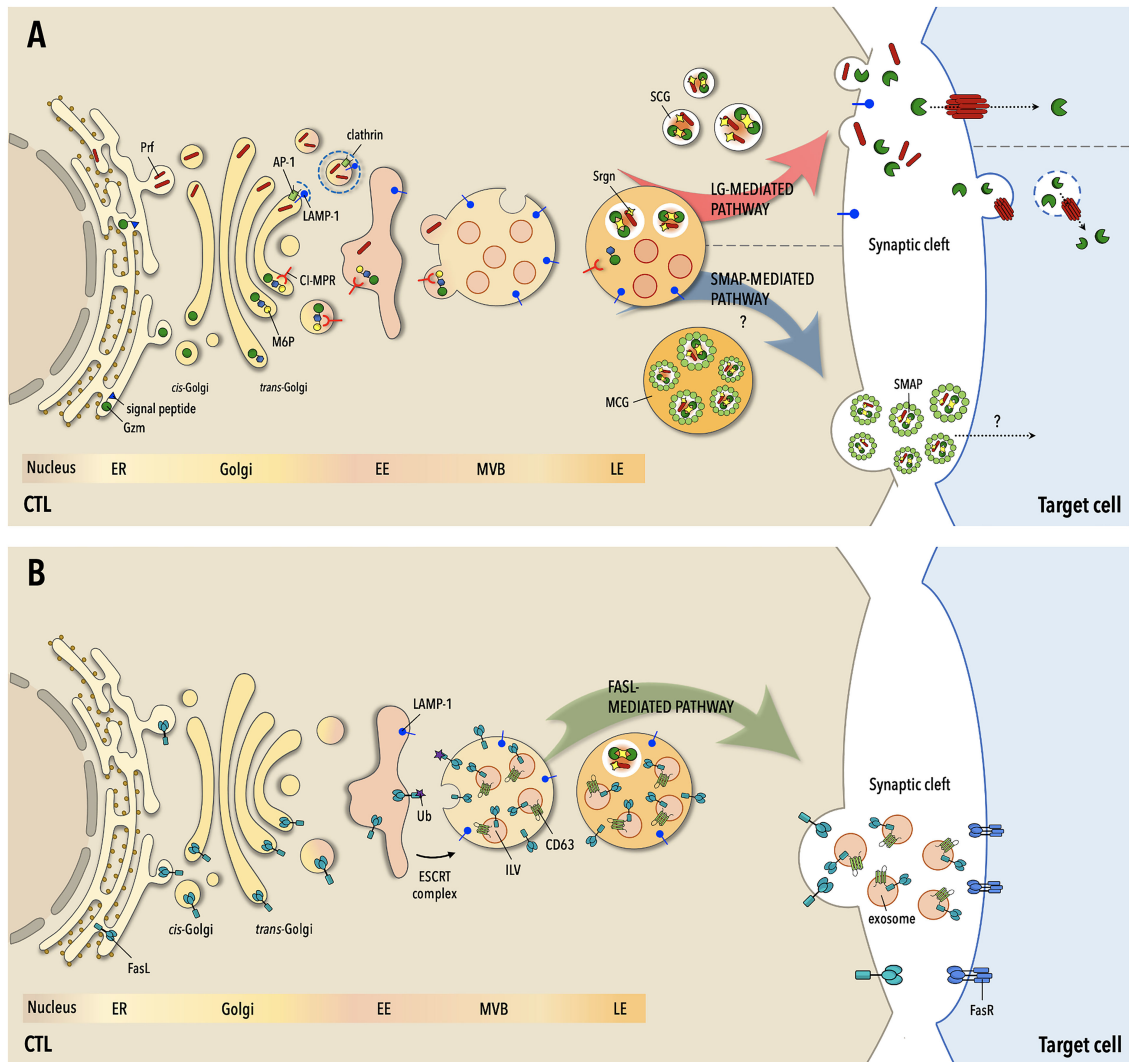 A
Prf
AP-1
clathrin
LAMP-1
SCG
Srgn
LG-MEDIATED
PATHWAY
CI-MPR
M6P
cis-Golgi
trans-Golgi
signal peptide
Gzm
SMAP-MEDIATED
PATHWAY
?
MCG
Synaptic cleft
SMAP
?
Nucleus ER Golgi EE MVB LE
CTL
Target cell
B
LAMP-1
FASL-
MEDIATED PATHWAY
Ub
CD63
ILV
ESCRT
complex
cis-Golgi
trans-Golgi
FasL
Synaptic cleft
exosome
FasR
Nucleus ER Golgi EE MVB LE
CTL
Target cell